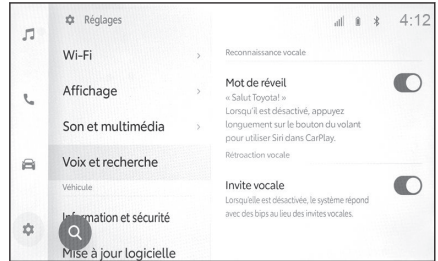 Réglages
4:12
Wi-Fi
Affichage
Son et multimédia
Voix et recherche
Véhicule
Information et sécurité
Mise à jour logicielle
Reconnaissance vocale
Mot de réveil
« Salut Toyota! »
Lorsqu'il est désactivé, appuyez
longuement sur le bouton du volant
pour utiliser Siri dans CarPlay.
Rétroaction vocale
Invite vocale
Lorsqu'elle est désactivée, le système répond
avec des bips au lieu des invites vocales.